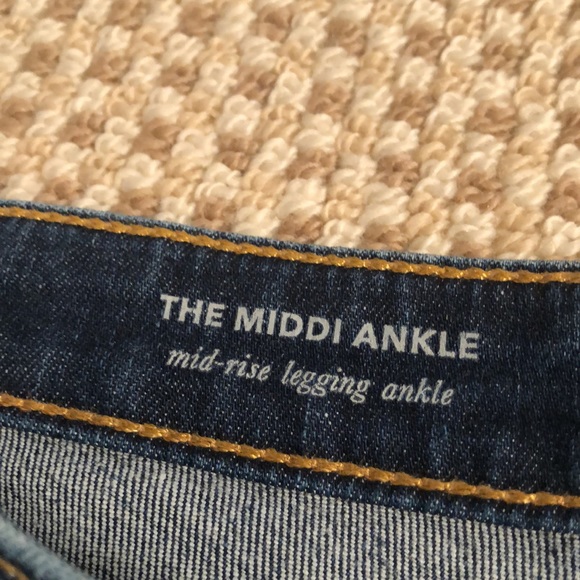 THE MIDDI ANKLE
mid-rise legging ankle